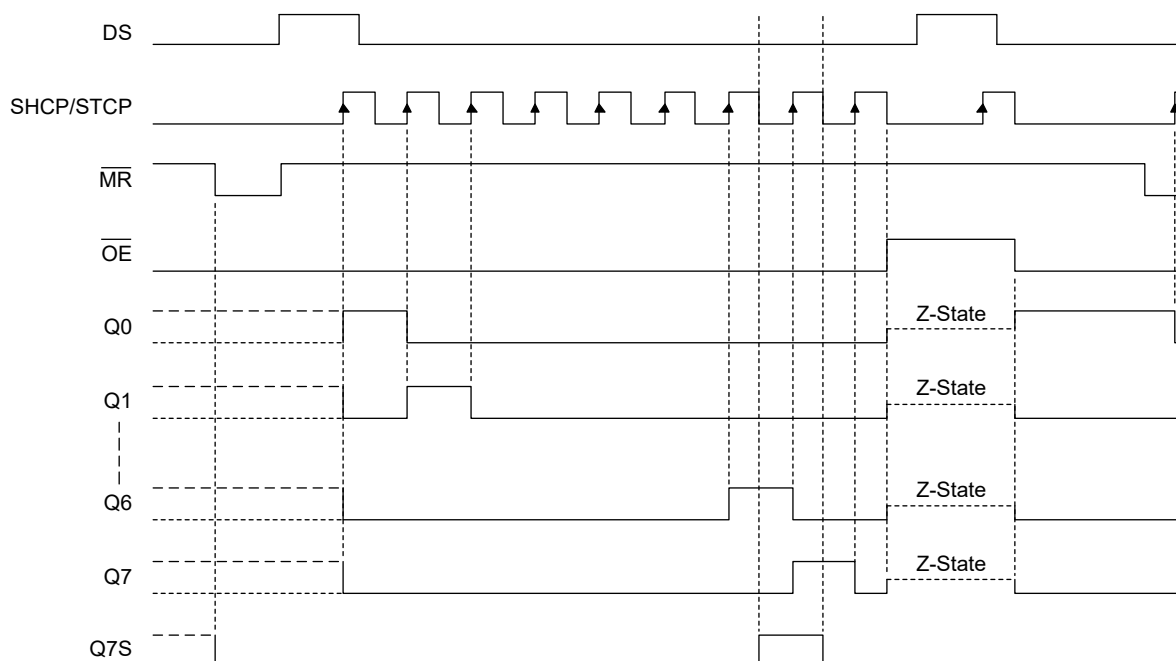 DS
SHCP/STCP
MR
OE
Q0
Z-State
Q1
Z-State
Q6
Z-State
Q7
Z-State
Q7S